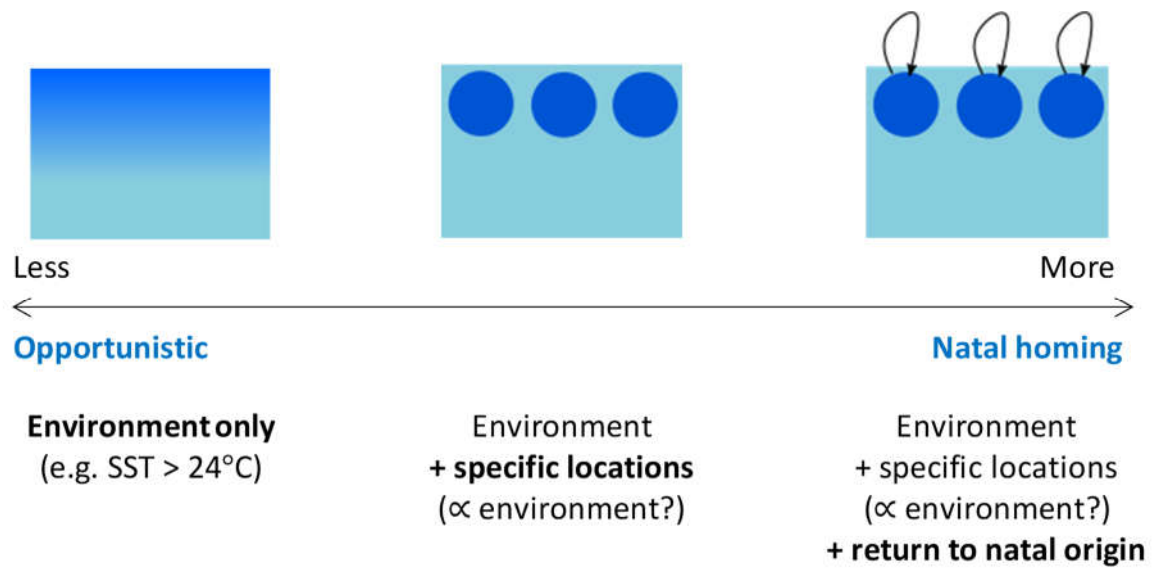 Less
More
Opportunistic
Natal homing
Environment only
(e.g. SST > 24°C)
Environment
+ specific locations
(∝ environment?)
Environment
+ specific locations
(∝ environment?)
+ return to natal origin